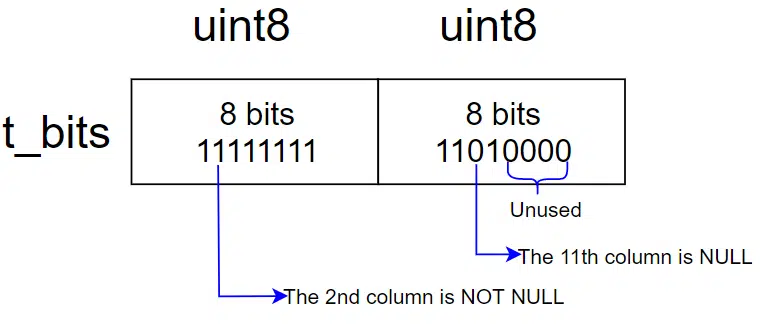 uint8 uint8
t_bits
8 bits 8 bits
11111111 11010000
Unused
The 11th column is NULL
The 2nd column is NOT NULL